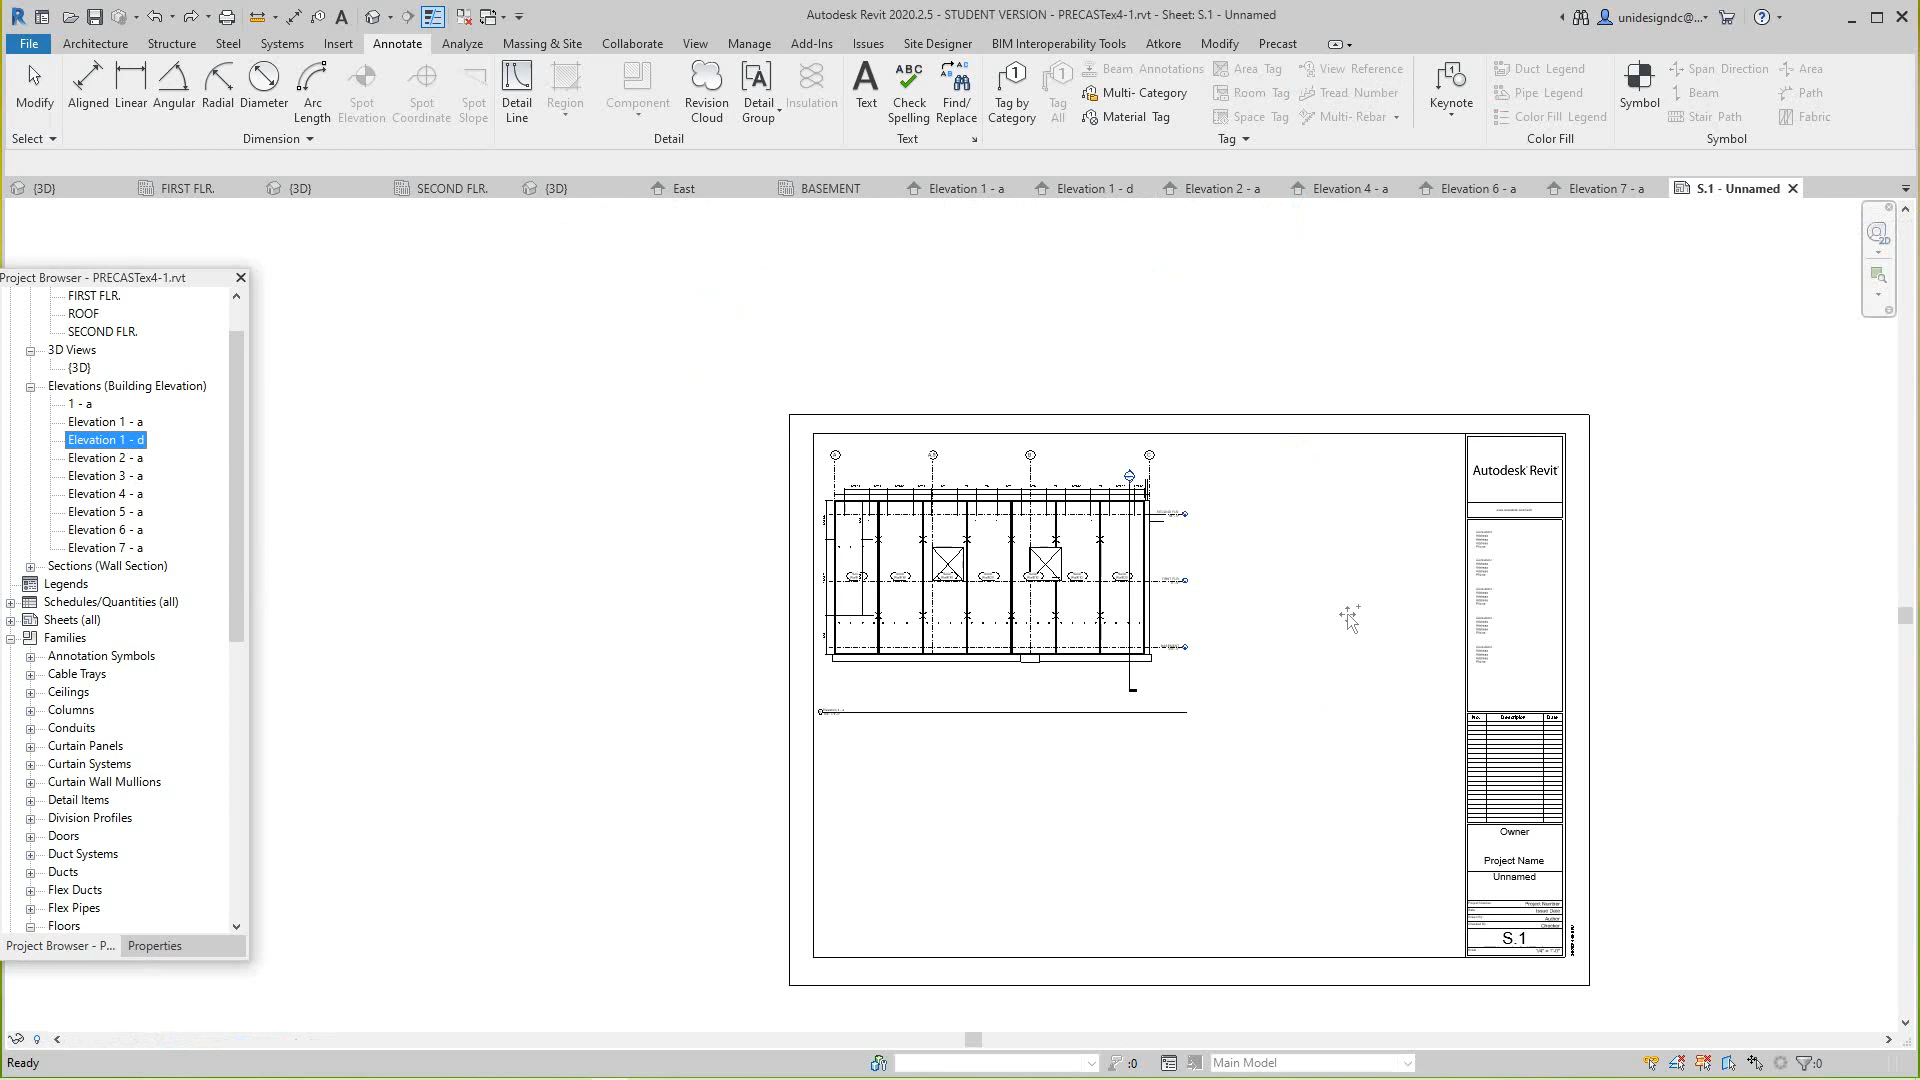 Autodesk Revit 2020.2.5 - STUDENT VERSION - PRECASTex4-1.rvt - Sheet: S.1 - Unnamed
unidesigndc@...
File Architecture Structure Steel Systems Insert Annotate Analyze Massing & Site Collaborate View Manage Add-Ins Issues Site Designer BIM Interoperability Tools Atkore Modify Precast
Modify Aligned Linear Angular Radial Diameter Arc Length Spot Elevation Spot Coordinate Spot Slope Detail Line Region Component Revision Cloud Detail Group Insulation Text Check Spelling Find/ Replace Tag by Category Tag All
Beam Annotations Area Tag View Reference
Multi- Category Room Tag Tread Number
Material Tag Space Tag Multi- Rebar
Keynote
Duct Legend
Pipe Legend
Color Fill Legend
Symbol
Span Direction Area
Beam Path
Stair Path Fabric
Select Dimension Detail Text Tag Color Fill Symbol
{3D} FIRST FLR. {3D} SECOND FLR. {3D} East BASEMENT Elevation 1 - a Elevation 1 - d Elevation 2 - a Elevation 4 - a Elevation 6 - a Elevation 7 - a S.1 - Unnamed
Project Browser - PRECASTex4-1.rvt
FIRST FLR.
ROOF
SECOND FLR.
3D Views
{3D}
Elevations (Building Elevation)
1 - a
Elevation 1 - a
Elevation 1 - d
Elevation 2 - a
Elevation 3 - a
Elevation 4 - a
Elevation 5 - a
Elevation 6 - a
Elevation 7 - a
Sections (Wall Section)
Legends
Schedules/Quantities (all)
Sheets (all)
Families
Annotation Symbols
Cable Trays
Ceilings
Columns
Conduits
Curtain Panels
Curtain Systems
Curtain Wall Mullions
Detail Items
Division Profiles
Doors
Duct Systems
Ducts
Flex Ducts
Flex Pipes
Floors
Project Browser - P... Properties
Autodesk Revit
No. Description Date
Owner
Project Name
Unnamed
Project Number
Issue Date
Author
Checker
S.1
Ready
:0
Main Model
:0